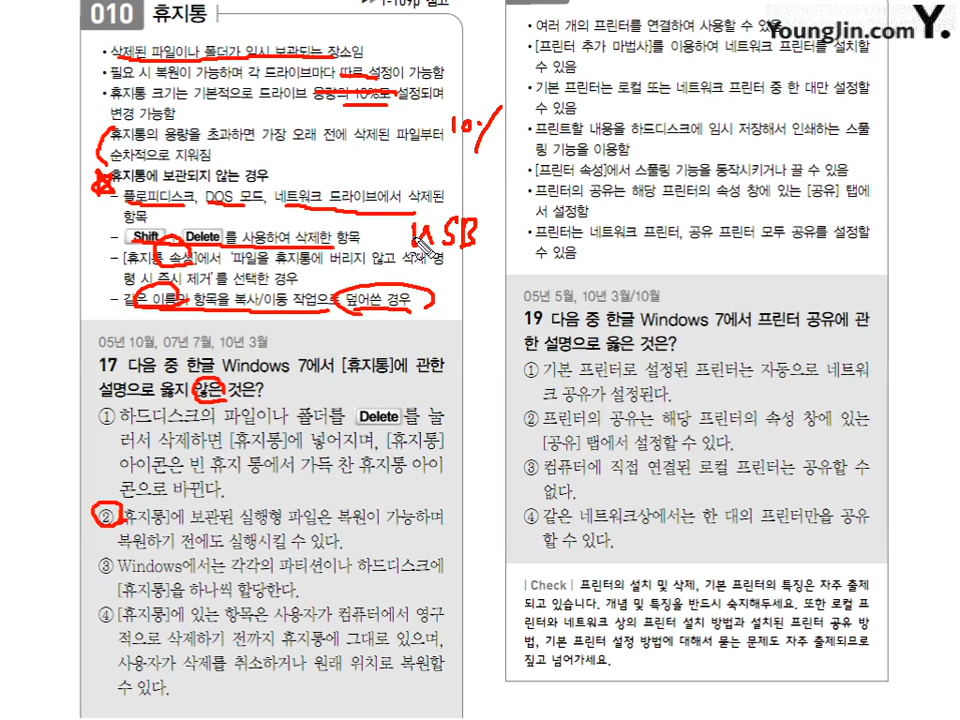 010 휴지통
1-109p 참고
• 삭제된 파일이나 폴더가 임시 보관되는 장소임
• 필요 시 복원이 가능하며 각 드라이브마다 따로 설정이 가능함
• 휴지통 크기는 기본적으로 드라이브 용량의 10%로 설정되며
변경 가능함
휴지통의 용량을 초과하면 가장 오래 전에 삭제된 파일부터
순차적으로 지워짐
휴지통에 보관되지 않는 경우
– 플로피디스크, DOS 모드, 네트워크 드라이브에서 삭제된
항목
– Shift + Delete 를 사용하여 삭제한 항목
– [휴지통 속성]에서 '파일을 휴지통에 버리지 않고 삭제 명
령 시 즉시 제거'를 선택한 경우
– 같은 이름의 항목을 복사/이동 작업으로 덮어쓴 경우
10%
USB
05년 10월, 07년 7월, 10년 3월
17 다음 중 한글 Windows 7에서 [휴지통]에 관한
설명으로 옳지 않은 것은?
① 하드디스크의 파일이나 폴더를 Delete 를 눌
러서 삭제하면 [휴지통]에 넣어지며, [휴지통]
아이콘은 빈 휴지 통에서 가득 찬 휴지통 아이
콘으로 바뀐다.
② [휴지통]에 보관된 실행형 파일은 복원이 가능하며
복원하기 전에도 실행시킬 수 있다.
③ Windows에서는 각각의 파티션이나 하드디스크에
[휴지통]을 하나씩 할당한다.
④ [휴지통]에 있는 항목은 사용자가 컴퓨터에서 영구
적으로 삭제하기 전까지 휴지통에 그대로 있으며,
사용자가 삭제를 취소하거나 원래 위치로 복원할
수 있다.
• 여러 개의 프린터를 연결하여 사용할 수 있음
Younglin.com Y.
• [프린터 추가 마법사]를 이용하여 네트워크 프린터를 설치할
수 있음
• 기본 프린터는 로컬 또는 네트워크 프린터 중 한 대만 설정할
수 있음
• 프린트할 내용을 하드디스크에 임시 저장해서 인쇄하는 스풀
링 기능을 이용함
• [프린터 속성]에서 스풀링 기능을 동작시키거나 끌 수 있음
• 프린터의 공유는 해당 프린터의 속성 창에 있는 [공유] 탭에
서 설정함
• 프린터는 네트워크 프린터, 공유 프린터 모두 공유를 설정할
수 있음
05년 5월, 10년 3월/10월
19 다음 중 한글 Windows 7에서 프린터 공유에 관
한 설명으로 옳은 것은?
① 기본 프린터로 설정된 프린터는 자동으로 네트워
크 공유가 설정된다.
② 프린터의 공유는 해당 프린터의 속성 창에 있는
[공유] 탭에서 설정할 수 있다.
③ 컴퓨터에 직접 연결된 로컬 프린터는 공유할 수
없다.
④ 같은 네트워크상에서는 한 대의 프린터만을 공유
할 수 있다.
| Check | 프린터의 설치 및 삭제, 기본 프린터의 특징은 자주 출제
되고 있습니다. 개념 및 특징을 반드시 숙지해두세요. 또한 로컬 프
린터와 네트워크 상의 프린터 설치 방법과 설치된 프린터 공유 방
법, 기본 프린터 설정 방법에 대해서 묻는 문제도 자주 출제되므로
짚고 넘어가세요.